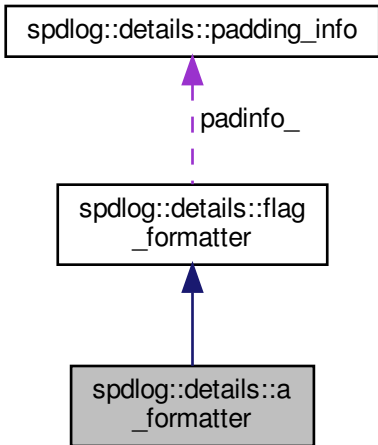 spdlog::details::padding_info
padinfo_
spdlog::details::flag
_formatter
spdlog::details::a
_formatter